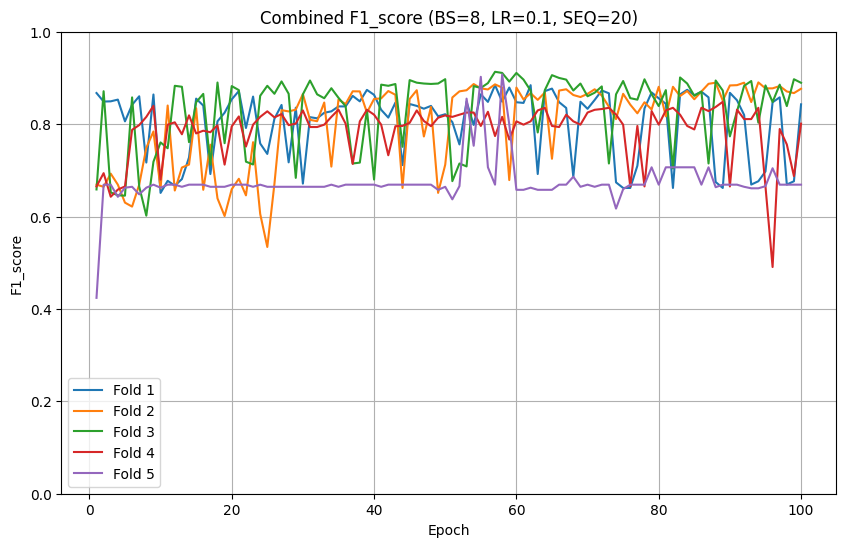 Combined F1_score (BS=8, LR=0.1, SEQ=20)
1.0
0.8
0.6
0.4
0.2
0.0
F1_score
Fold 1
Fold 2
Fold 3
Fold 4
Fold 5
0 20 40 60 80 100
Epoch